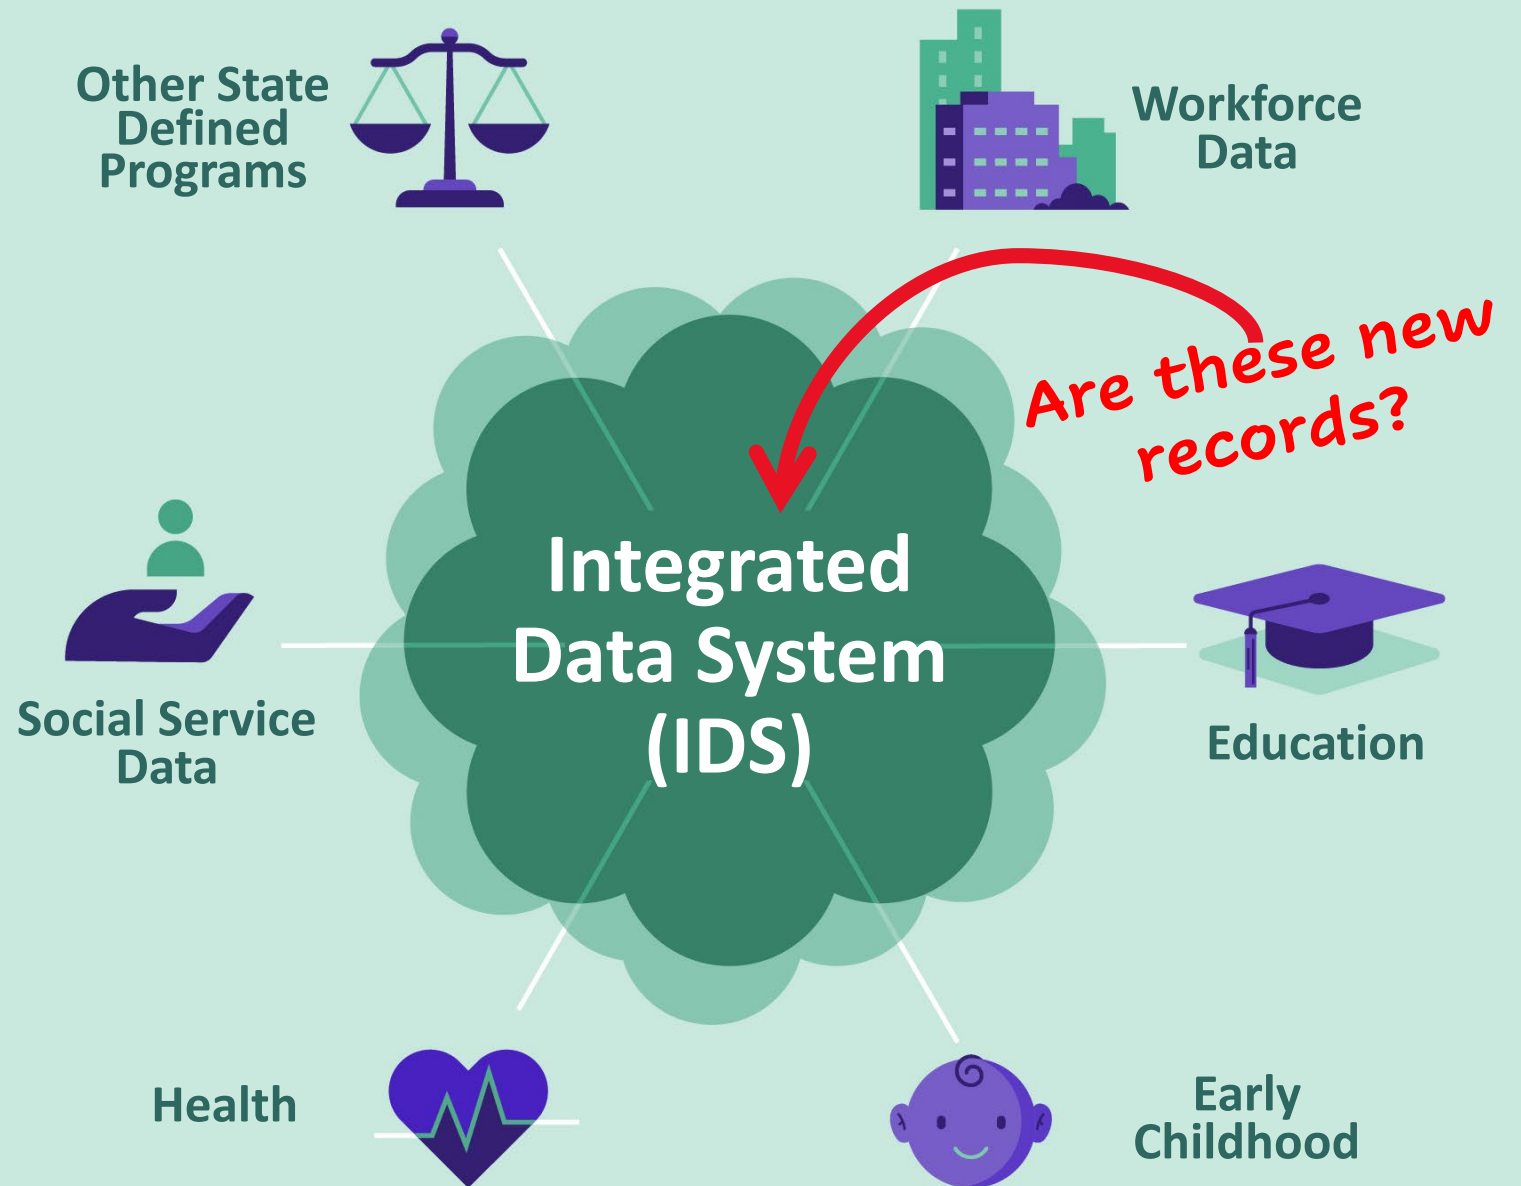 Other State
Defined
Programs
Workforce
Data
Are these new
records?
Integrated
Data System
(IDS)
Social Service
Data
Education
Health
Early
Childhood